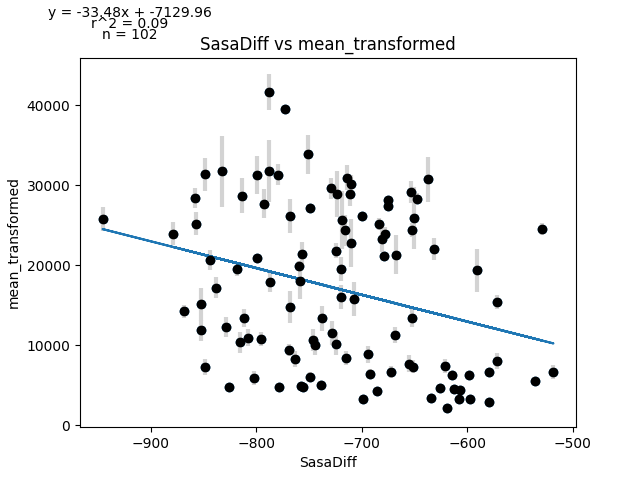 y = -33.48x + -7129.96
r^2 = 0.09
n = 102
SasaDiff vs mean_transformed
mean_transformed
40000
30000
20000
10000
0
−900
−800
−700
−600
−500
SasaDiff